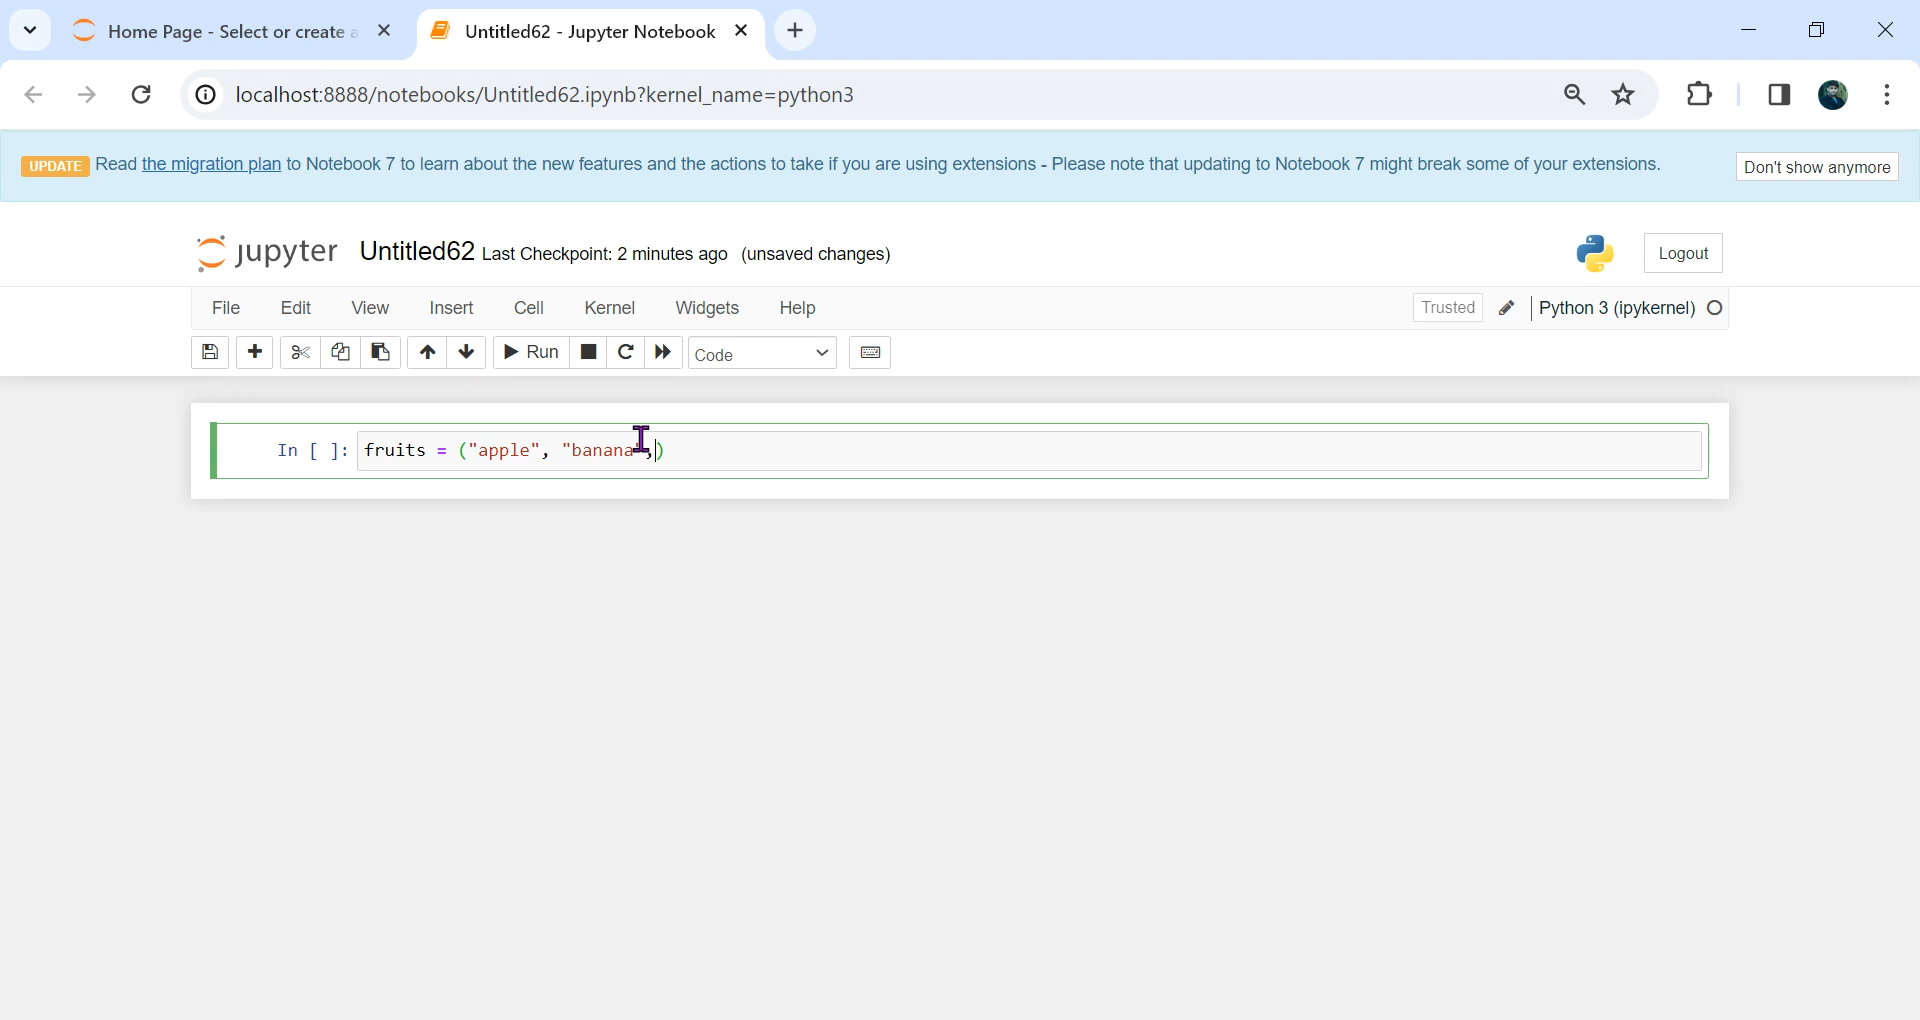 Home Page - Select or create a
Untitled62 - Jupyter Notebook
localhost:8888/notebooks/Untitled62.ipynb?kernel_name=python3
UPDATE Read the migration plan to Notebook 7 to learn about the new features and the actions to take if you are using extensions - Please note that updating to Notebook 7 might break some of your extensions.
Don't show anymore
jupyter Untitled62 Last Checkpoint: 2 minutes ago (unsaved changes)
Logout
File Edit View Insert Cell Kernel Widgets Help
Trusted Python 3 (ipykernel)
Run Code
In [ ]: fruits = ("apple", "banana",)